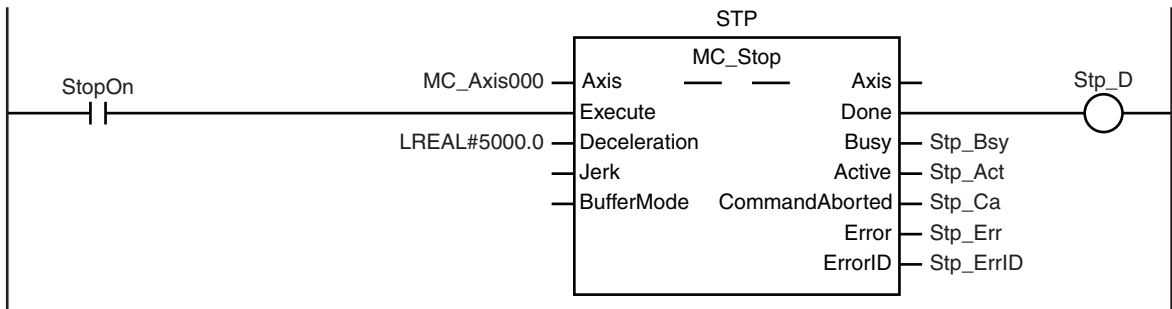 STP
MC_Stop
StopOn
MC_Axis000 Axis Axis Stp_D
Execute Done
LREAL#5000.0 Deceleration Busy Stp_Bsy
Jerk Active Stp_Act
BufferMode CommandAborted Stp_Ca
Error Stp_Err
ErrorID Stp_ErrID